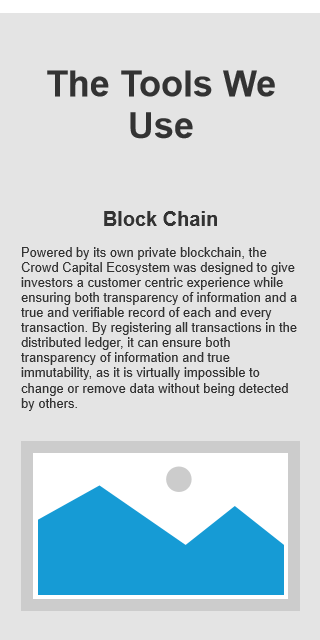 The Tools We
Use
Block Chain
Powered by its own private blockchain, the
Crowd Capital Ecosystem was designed to give
investors a customer centric experience while
ensuring both transparency of information and a
true and verifiable record of each and every
transaction. By registering all transactions in the
distributed ledger, it can ensure both
transparency of information and true
immutability, as it is virtually impossible to
change or remove data without being detected
by others.